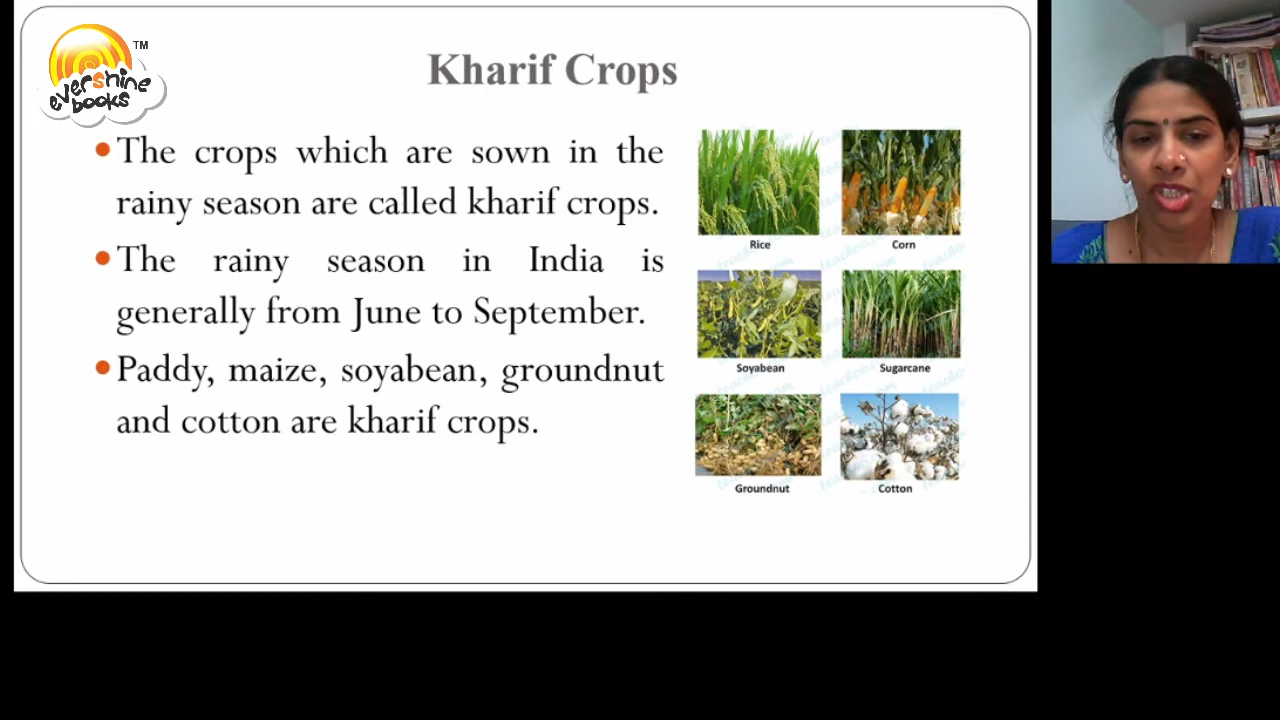 evershine
books
TM
Kharif Crops
The crops which are sown in the
rainy season are called kharif crops.
The rainy season in India is
generally from June to September.
Paddy, maize, soyabean, groundnut
and cotton are kharif crops.
Rice
Corn
Soyabean
Sugarcane
Groundnut
Cotton